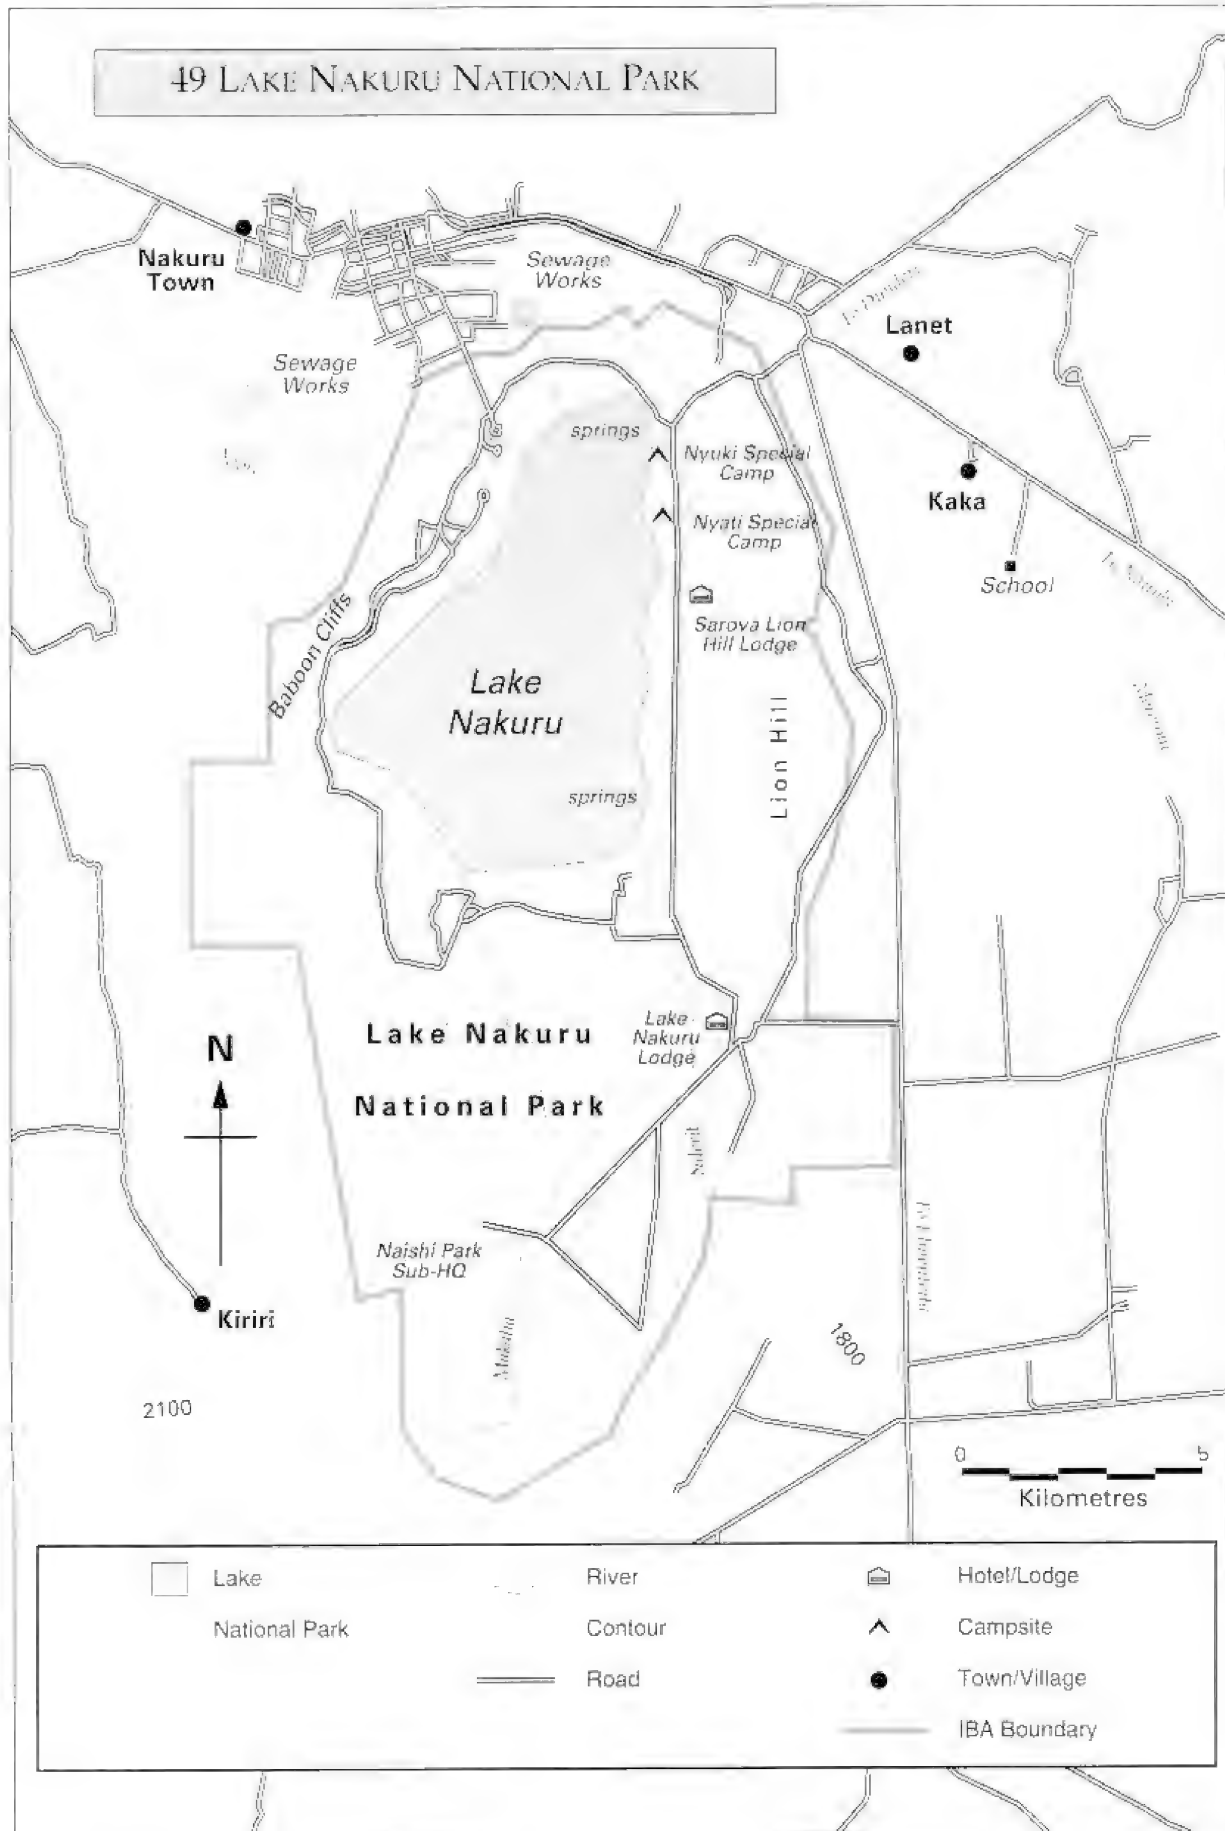 49 LAKE NAKURU NATIONAL PARK
Nakuru
Town
Sewage
Works
Sewage
Works
Lanet
springs
Nyuki Special
Camp
Kaka
Nyati Special
Camp
School
Baboon Cliffs
Sarova Lion
Hill Lodge
Lake
Nakuru
Lion Hill
springs
N
Lake Nakuru
National Park
Lake
Nakuru
Lodge
Naishi Park
Sub-HQ
Kiriri
1800
2100
0 5
Kilometres
Lake
National Park
River
Contour
Road
Hotel/Lodge
Campsite
Town/Village
IBA Boundary